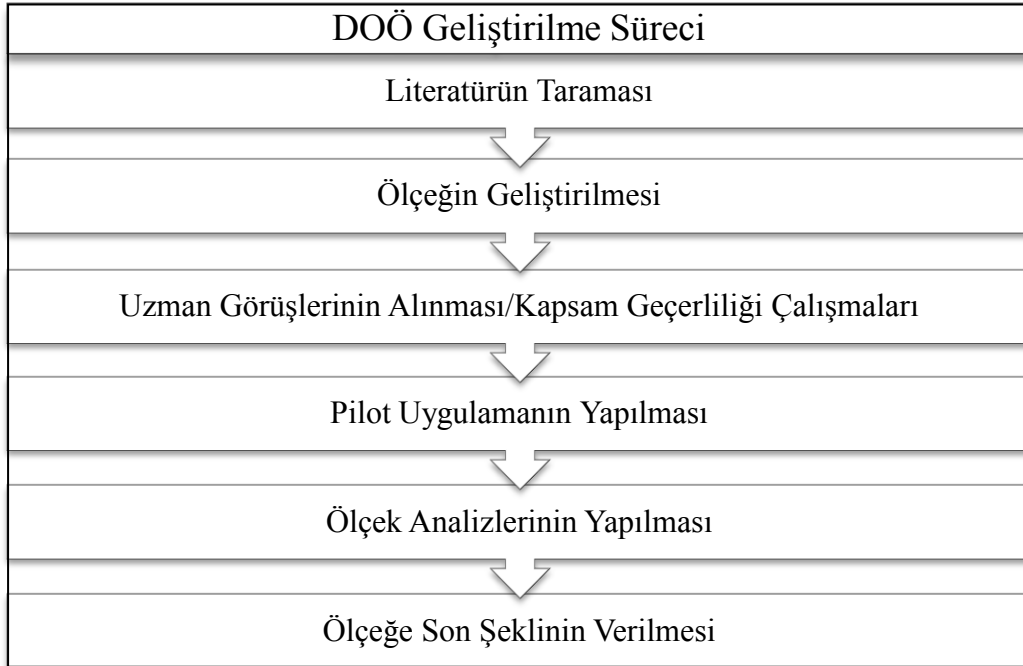 DOÖ Geliştirilme Süreci
Literatürün Taraması
Ölçeğin Geliştirilmesi
Uzman Görüşlerinin Alınması/Kapsam Geçerliliği Çalışmaları
Pilot Uygulamanın Yapılması
Ölçek Analizlerinin Yapılması
Ölçeğe Son Şeklinin Verilmesi